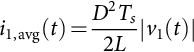 i_{1,avg}(t) = \frac{D^2 T_s}{2L} |v_1(t)|